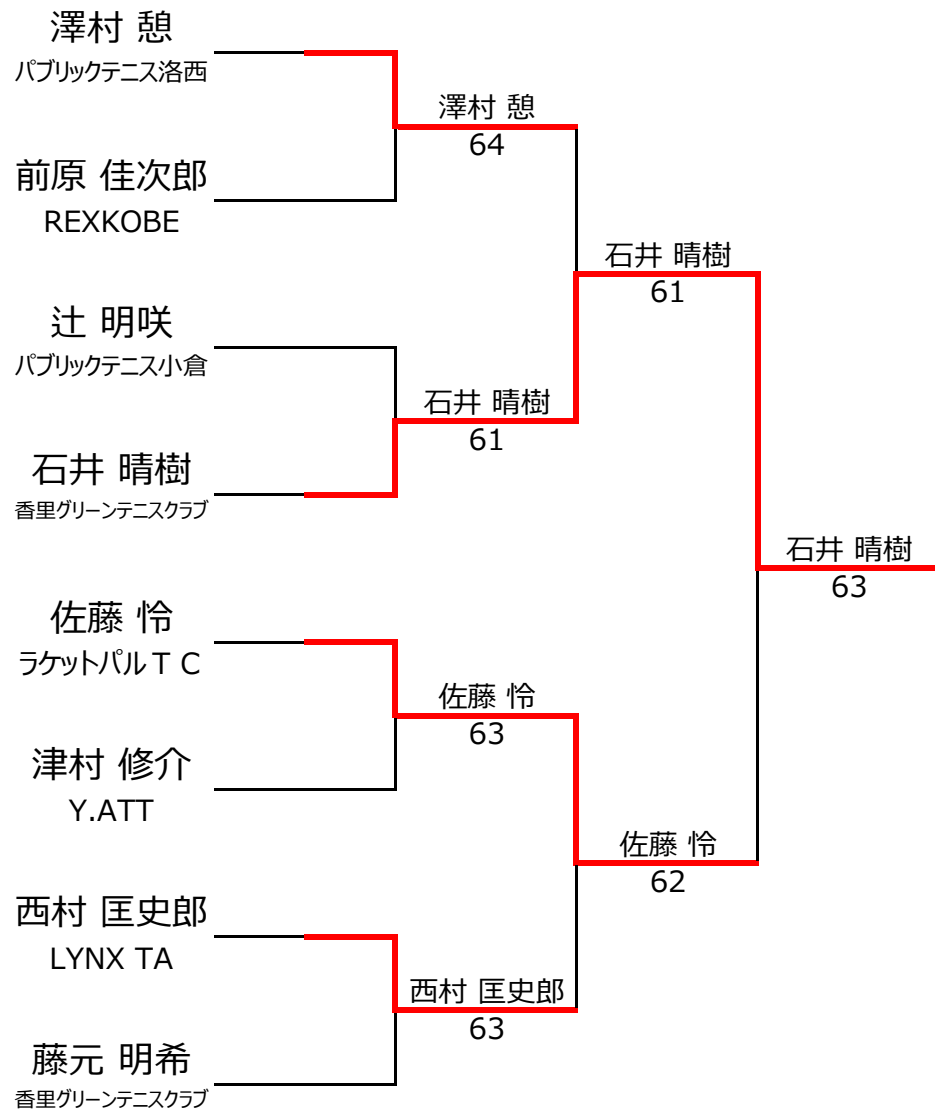 澤村 憩
パブリックテニス洛西
澤村 憩
64
前原 佳次郎
REXKOBE
石井 晴樹
61
辻 明咲
パブリックテニス小倉
石井 晴樹
61
石井 晴樹
香里グリーンテニスクラブ
石井 晴樹
63
佐藤 怜
ラケットパルＴＣ
佐藤 怜
63
津村 修介
Y.ATT
佐藤 怜
62
西村 匡史郎
LYNX TA
西村 匡史郎
63
藤元 明希
香里グリーンテニスクラブ